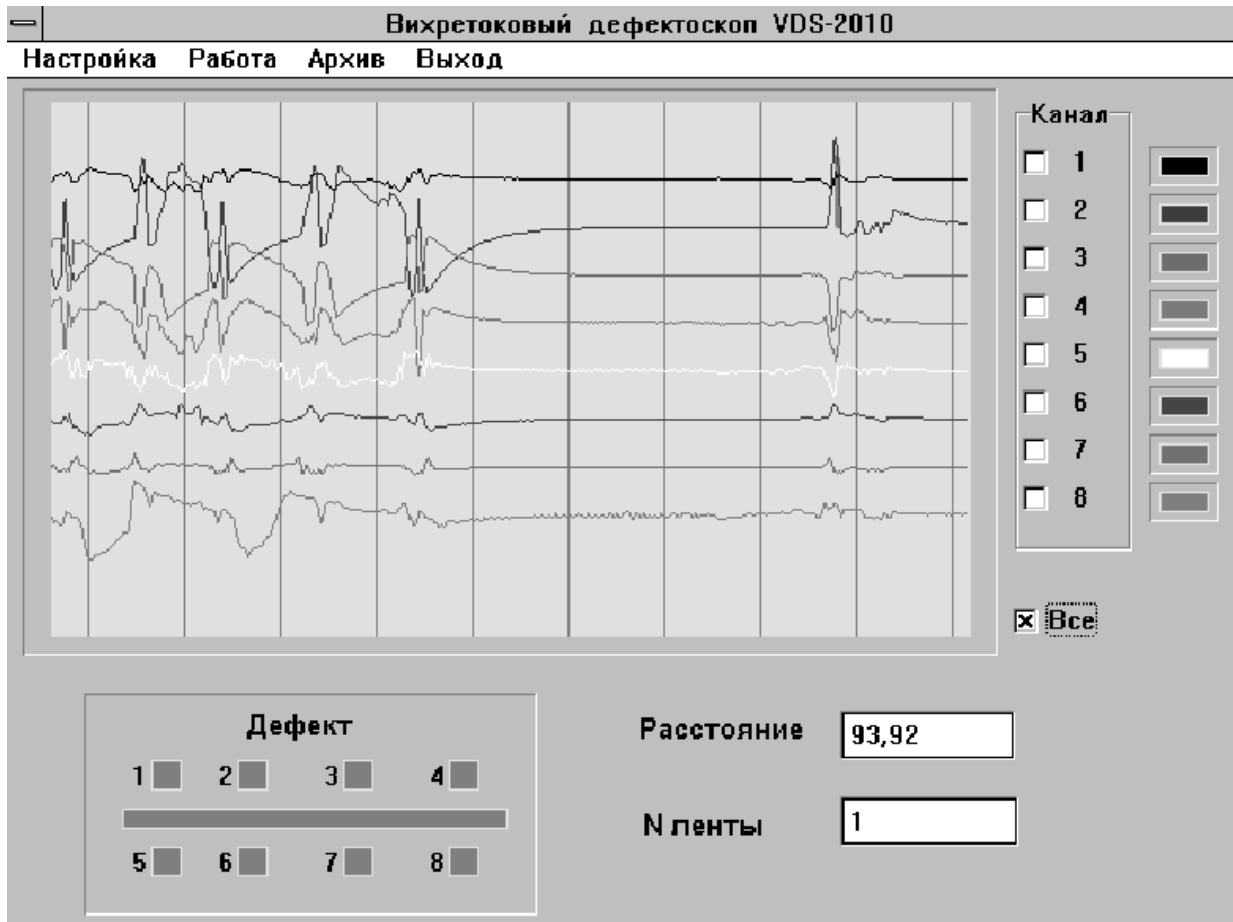 Вихретоковый дефектоскоп VDS-2010
Настройка Работа Архив Выход
Канал
1
2
3
4
5
6
7
8
Все
Дефект
1 2 3 4
5 6 7 8
Расстояние 93,92
N ленты 1